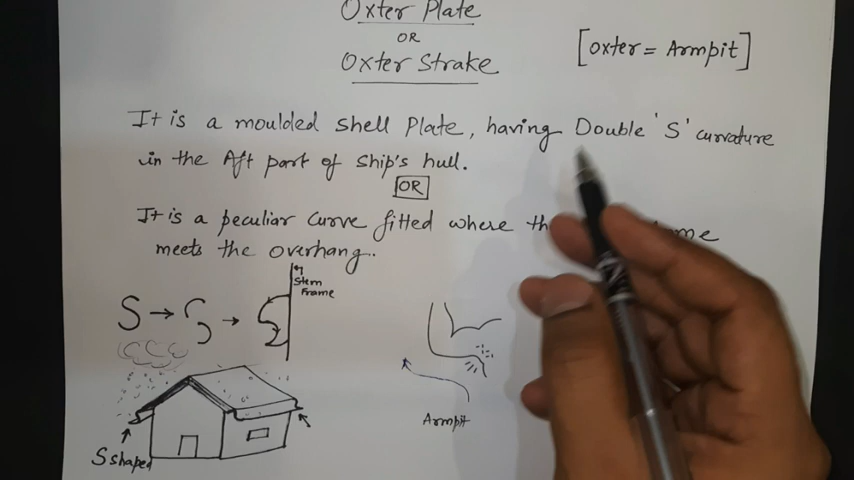 Oxter Plate
OR
Oxter Strake
[Oxter = Armpit]
It is a moulded Shell Plate, having Double 'S' curvature
in the Aft part of ship's hull.
OR
It is a peculiar curve fitted where
meets the overhang.
Stern
Frame
S → → 
Armpit
S shaped